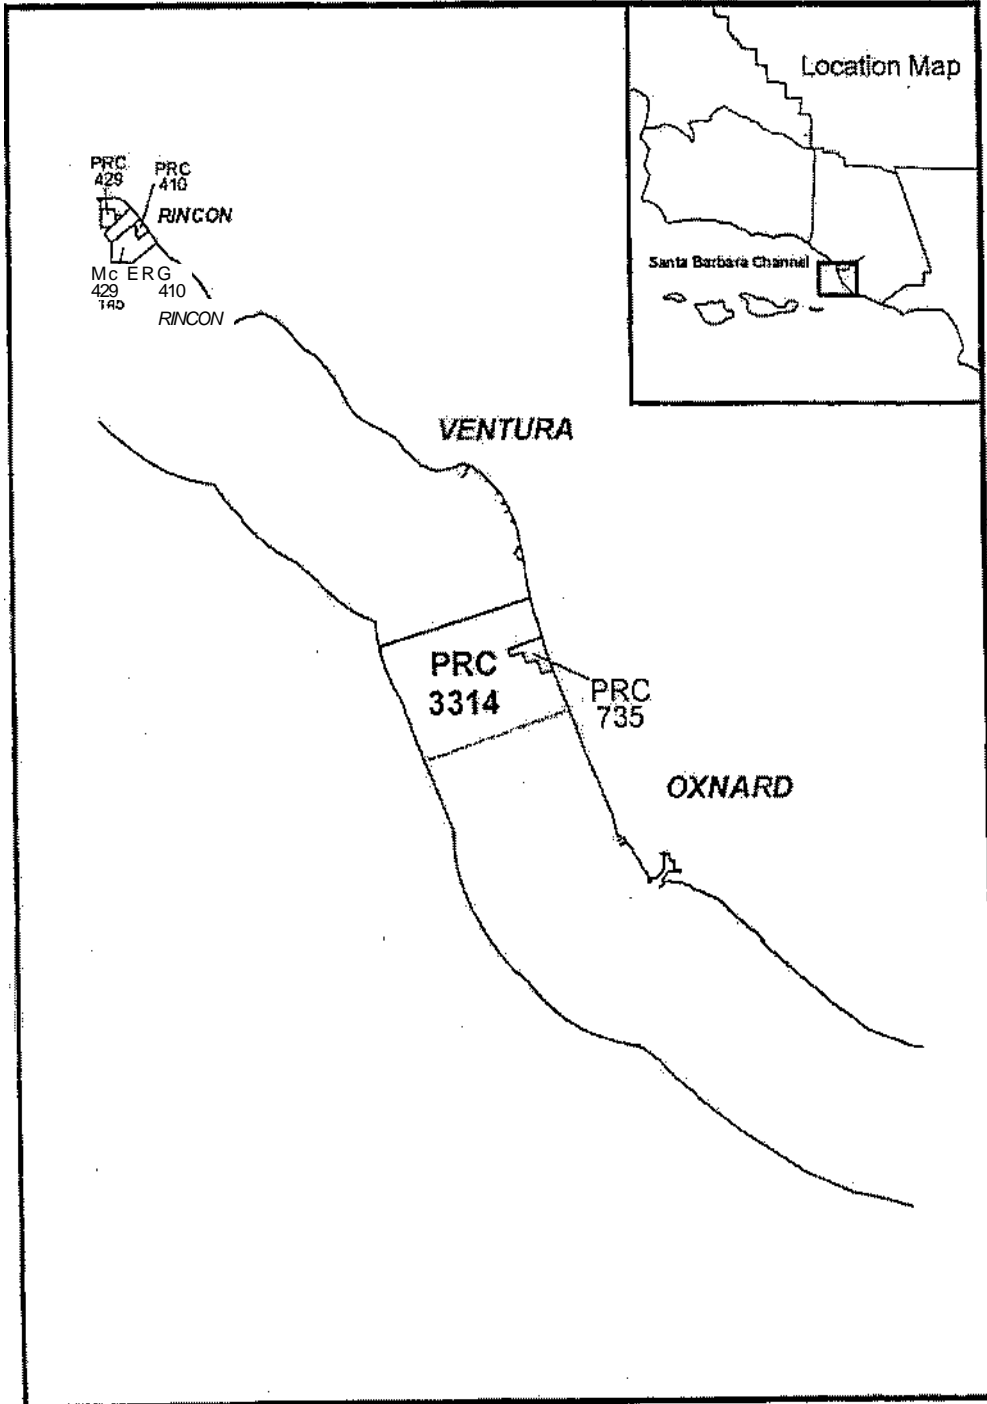 Location Map
PRC
429
PRC
410
RINCON
Mc ERG
429 410
145
RINCON
Santa Barbara Channel
VENTURA
PRC
3314
PRC
735
OXNARD